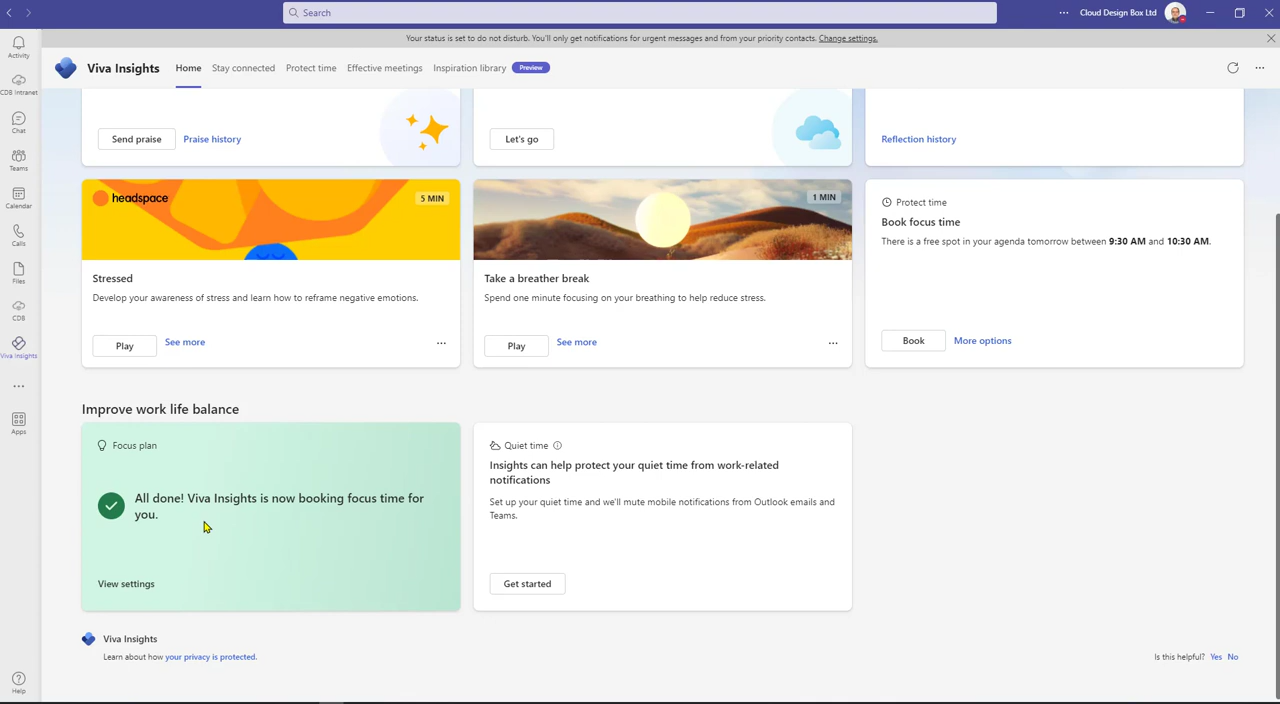 Search
Cloud Design Box Ltd
Your status is set to do not disturb. You'll only get notifications for urgent messages and from your priority contacts. Change settings.
Activity
CDB Intranet
Chat
Teams
Calendar
Calls
Files
CDB
Viva Insights
Apps
Help
Viva Insights
Home
Stay connected
Protect time
Effective meetings
Inspiration library
Preview
Send praise
Praise history
Let's go
Reflection history
headspace
5 MIN
Stressed
Develop your awareness of stress and learn how to reframe negative emotions.
Play
See more
1 MIN
Take a breather break
Spend one minute focusing on your breathing to help reduce stress.
Play
See more
Protect time
Book focus time
There is a free spot in your agenda tomorrow between 9:30 AM and 10:30 AM.
Book
More options
Improve work life balance
Focus plan
All done! Viva Insights is now booking focus time for
you.
View settings
Quiet time
Insights can help protect your quiet time from work-related
notifications
Set up your quiet time and we'll mute mobile notifications from Outlook emails and
Teams.
Get started
Viva Insights
Learn about how your privacy is protected.
Is this helpful? Yes No